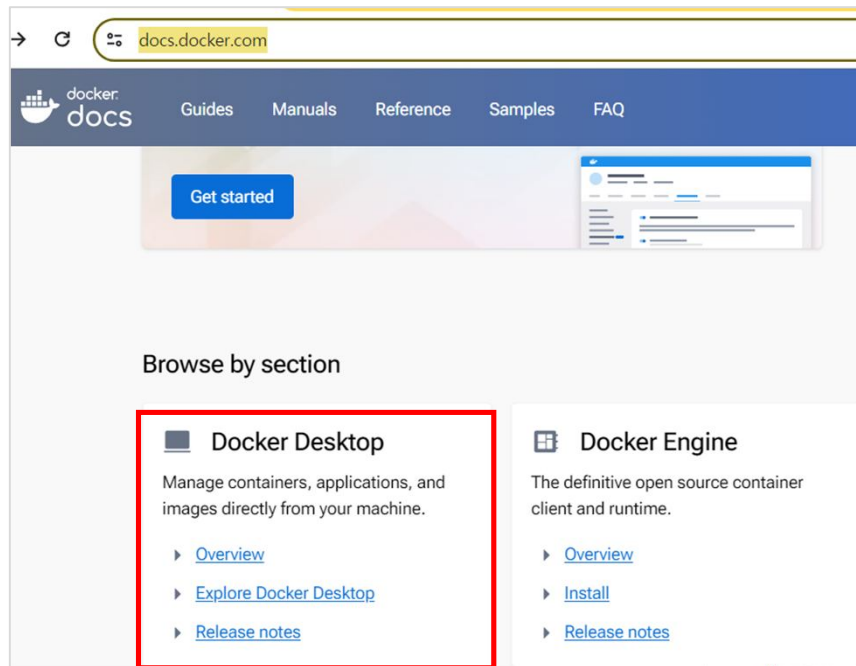 docs.docker.com
docker
docs
Guides Manuals Reference Samples FAQ
Get started
Browse by section
Docker Desktop
Manage containers, applications, and
images directly from your machine.
Overview
Explore Docker Desktop
Release notes
Docker Engine
The definitive open source container
client and runtime.
Overview
Install
Release notes